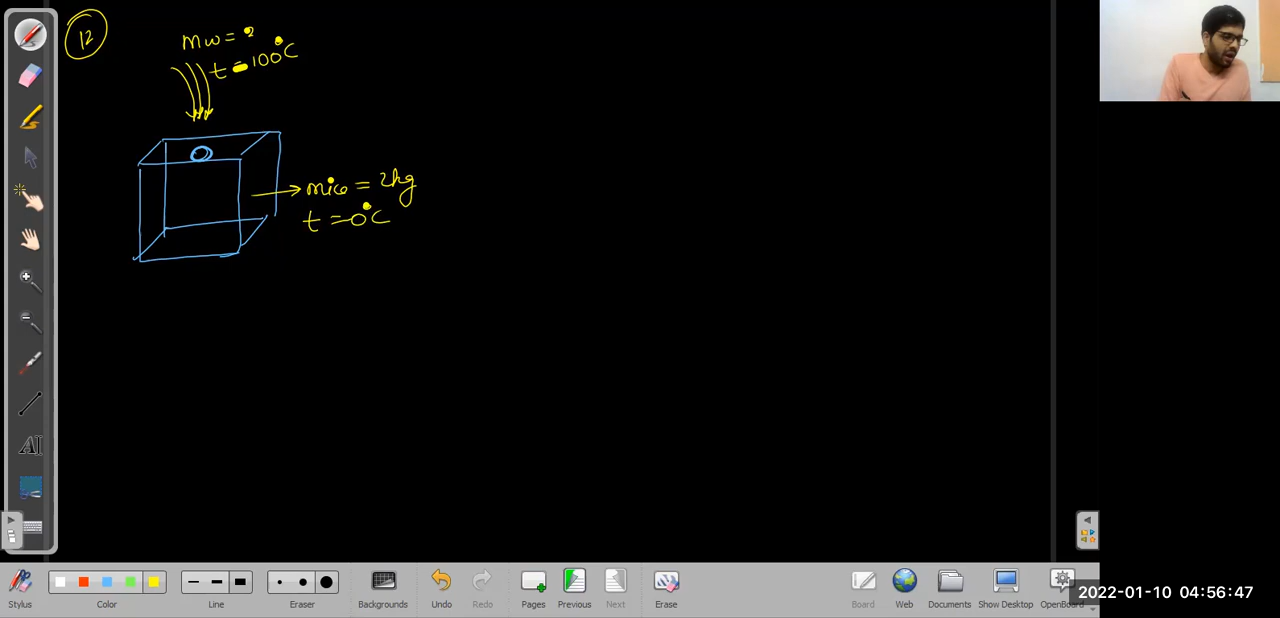 12
mw = ?
t = 100°C
mice = 2kg
t = 0°C
AI
Stylus
Color
Line
Eraser
Backgrounds
Undo
Redo
Pages
Previous
Next
Erase
Board
Web
Documents
Show Desktop
OpenBoard
2022-01-10 04:56:47